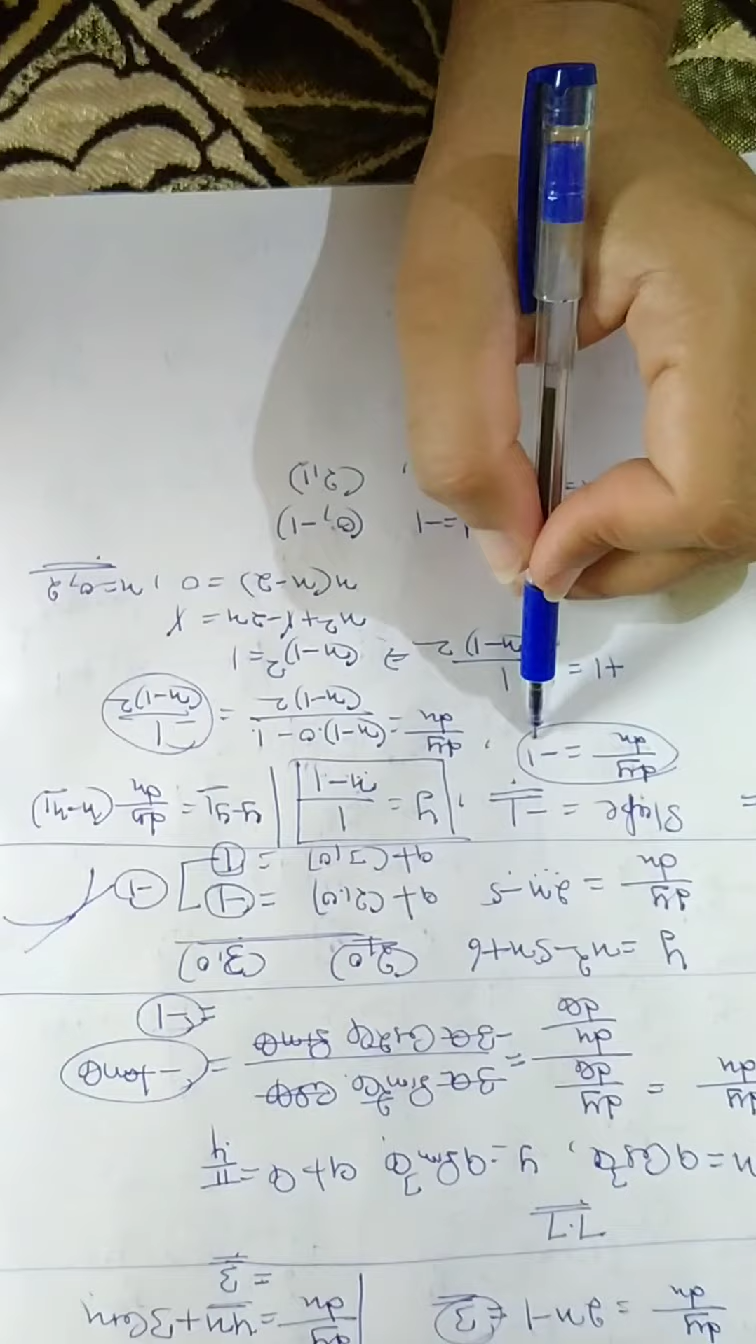 dy/dx = 2x-1 = 3 | dy/dx = 4x+3cosx
= 3
7.7
x = a cos³θ, y = a sin³θ at θ = π/4
dy/dx = (dy/dθ)/(dx/dθ) = 3a sin²θ cosθ / -3a cos²θ sinθ = -tanθ
= -1
y = x²-5x+6 (2,0) (3,0)
dy/dx = 2x-5 at (2,0) = -1
at (3,0) = 1 -1
= Slope = -1, y = 1/(x-1) | y-y1 = dy/dx (x-x1)
dy/dx = -1, dy/dx = ((x-1)·0-1)/(x-1)² = -1/(x-1)²
+1 = 1/(x-1)² ⇒ (x-1)² = 1
x²+1-2x = 1
x(x-2) = 0, x = 0, 2
= -1 (0,-1)
(2,1)